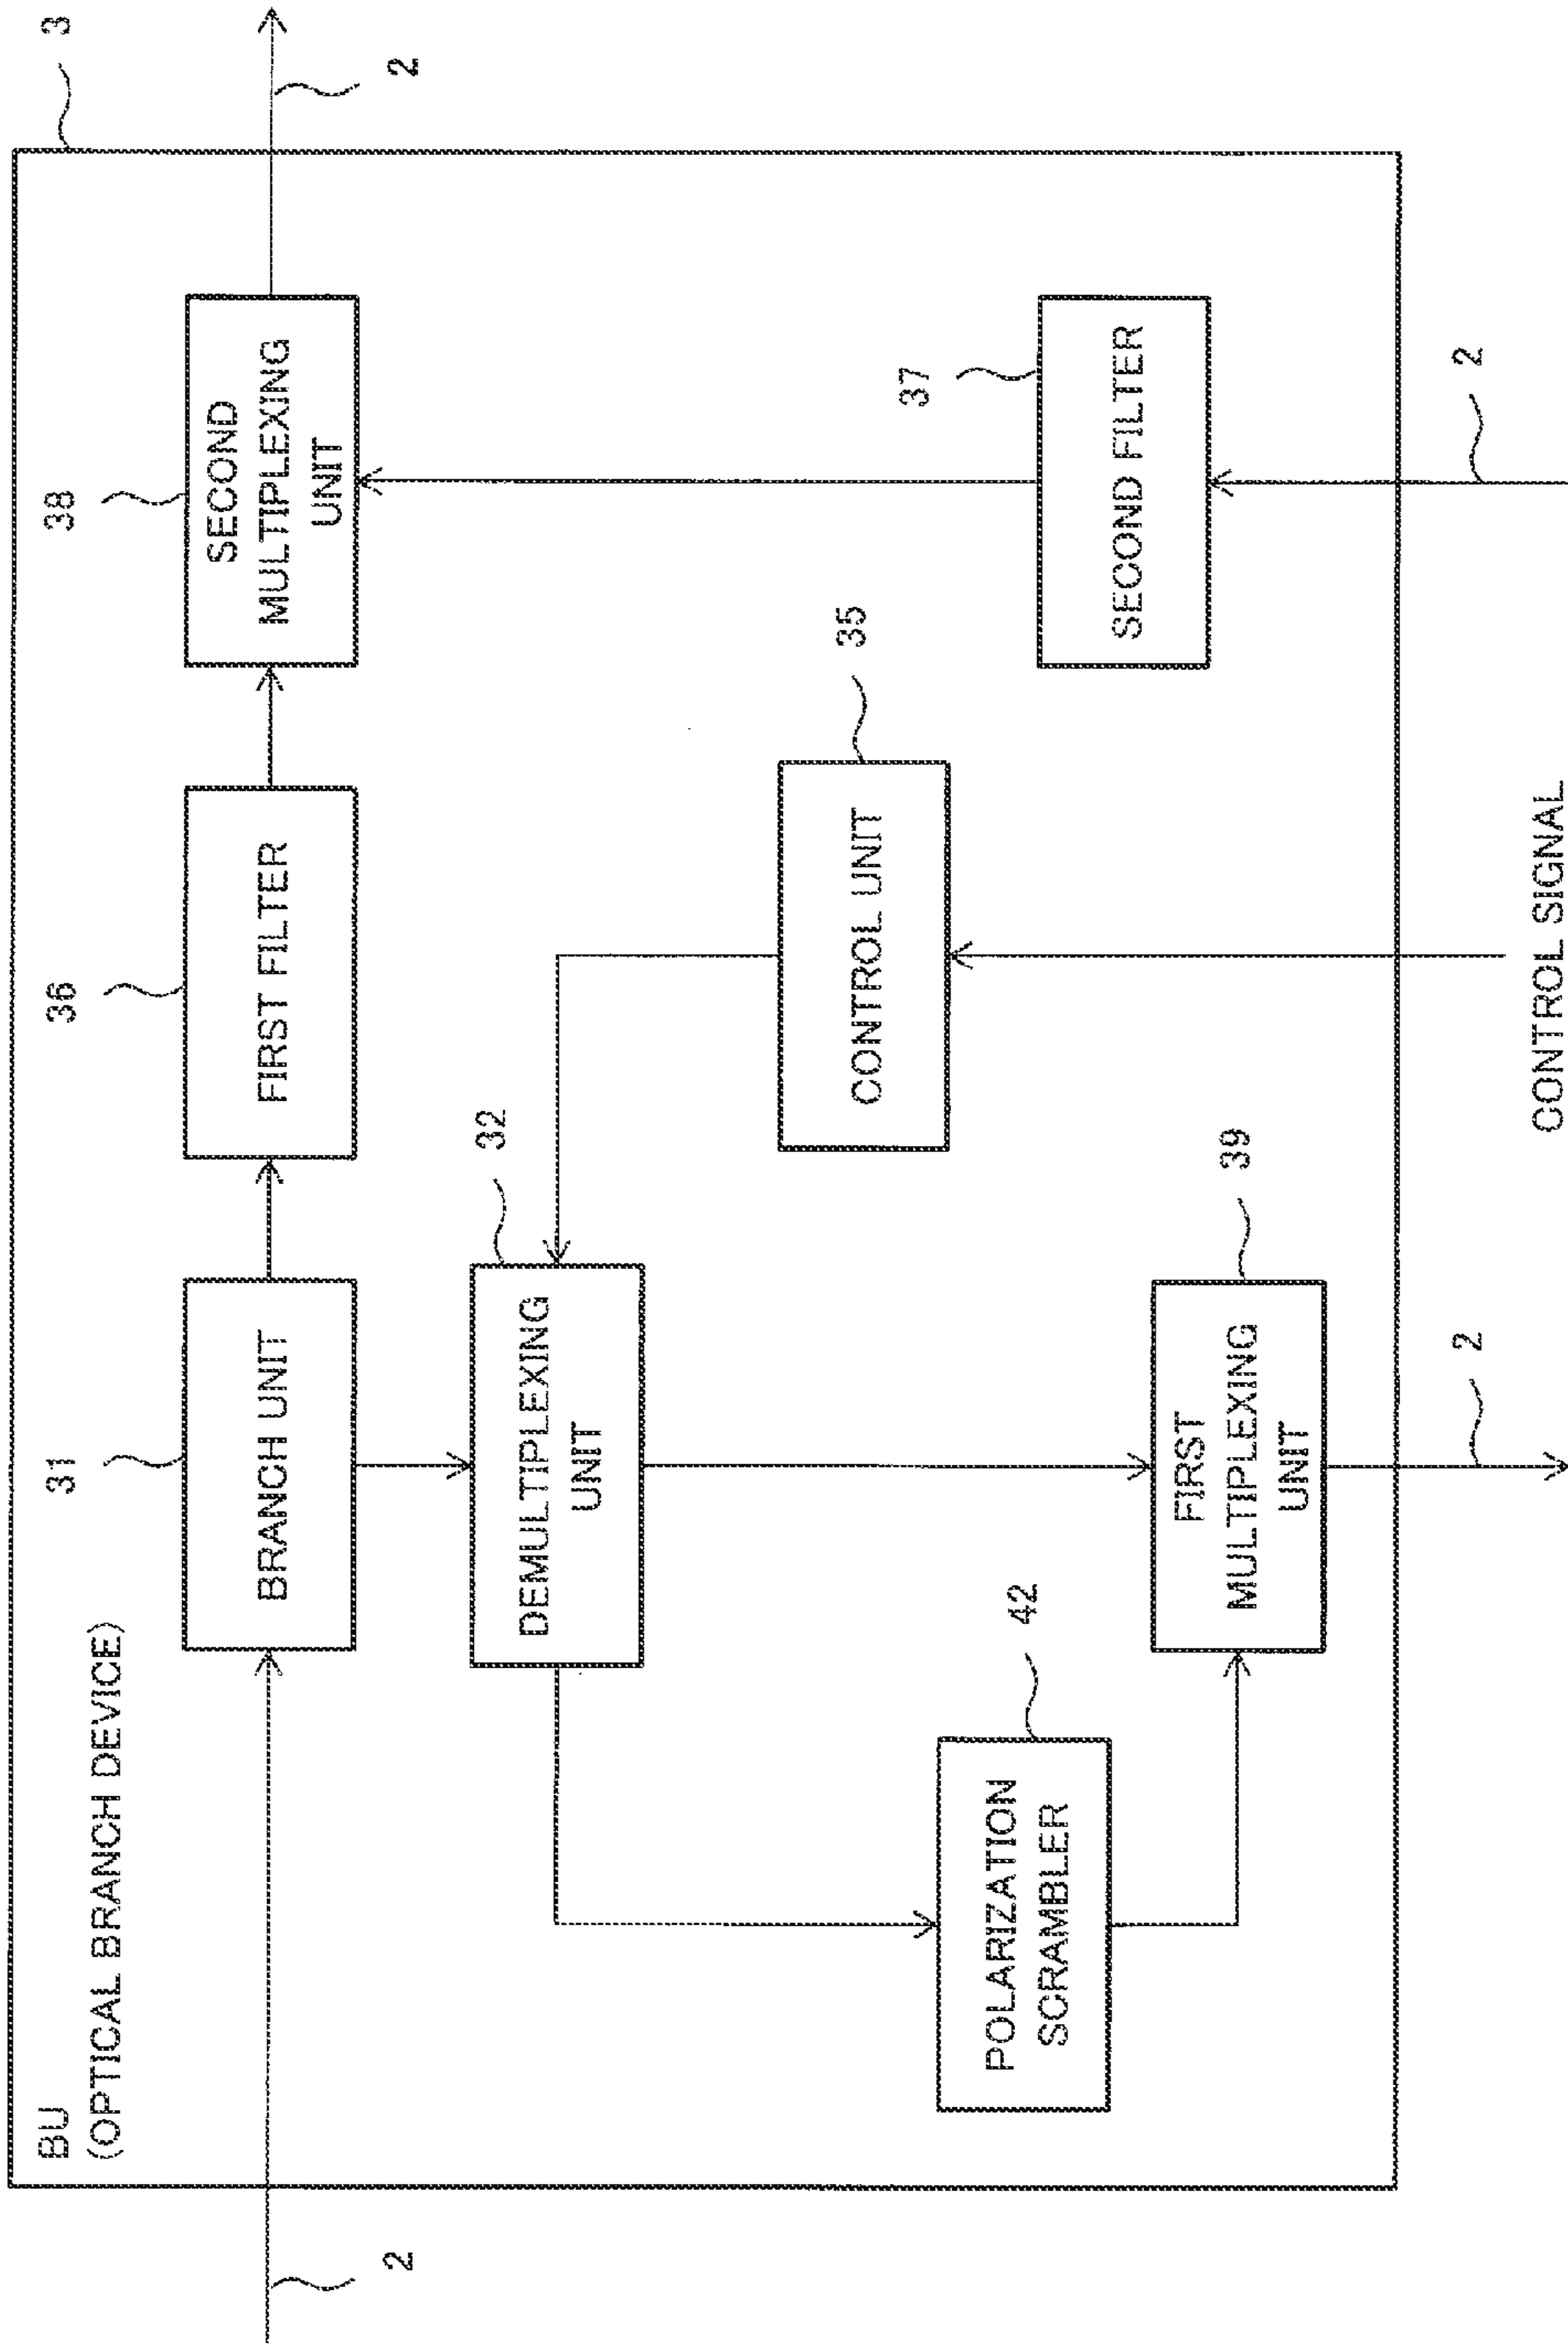 BU
(OPTICAL BRANCH DEVICE)
3
2
2
31
BRANCH UNIT
36
FIRST FILTER
38
SECOND
MULTIPLEXING
UNIT
32
DEMULTIPLEXING
UNIT
35
CONTROL UNIT
37
SECOND FILTER
42
POLARIZATION
SCRAMBLER
39
FIRST
MULTIPLEXING
UNIT
2
2
CONTROL SIGNAL